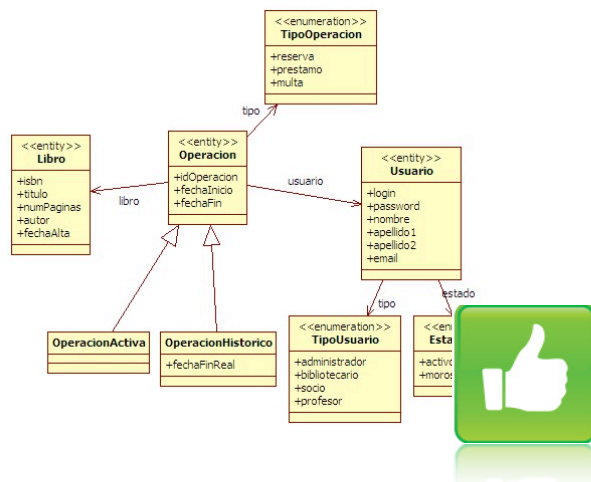 <<enumeration>>
TipoOperacion
+reserva
+prestamo
+multa
tipo
<<entity>>
Libro
+isbn
+titulo
+numPaginas
+autor
+fechaAlta
libro
<<entity>>
Operacion
+idOperacion
+fechaInicio
+fechaFin
usuario
<<entity>>
Usuario
+login
+password
+nombre
+apellido1
+apellido2
+email
tipo
estado
OperacionActiva
OperacionHistorico
+fechaFinReal
<<enumeration>>
TipoUsuario
+administrador
+bibliotecario
+socio
+profesor